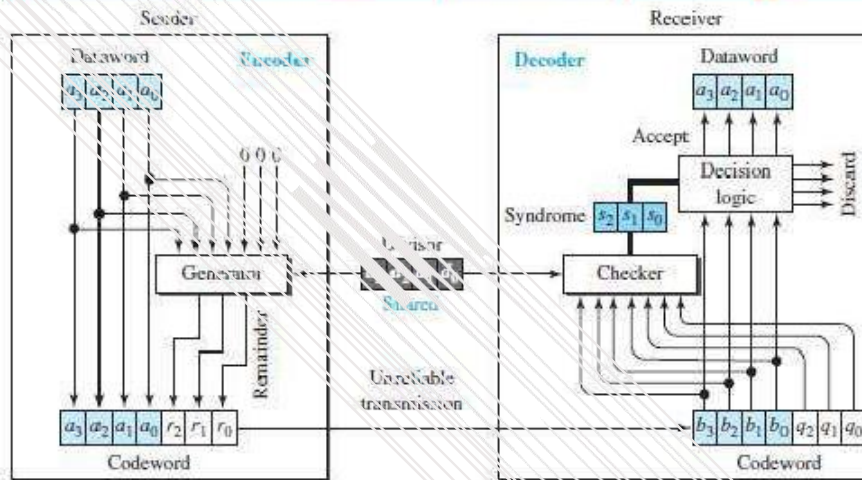 Sender
Receiver
Dataword
Encoder
Decoder
Dataword
a3 a2 a1 a0
a3 a2 a1 a0
Accept
0 0 0
Decision
logic
Discard
Syndrome
s2 s1 s0
Divisor
Generator
Checker
Shared
Remainder
Unreliable
transmission
a3 a2 a1 a0 r2 r1 r0
b3 b2 b1 b0 q2 q1 q0
Codeword
Codeword